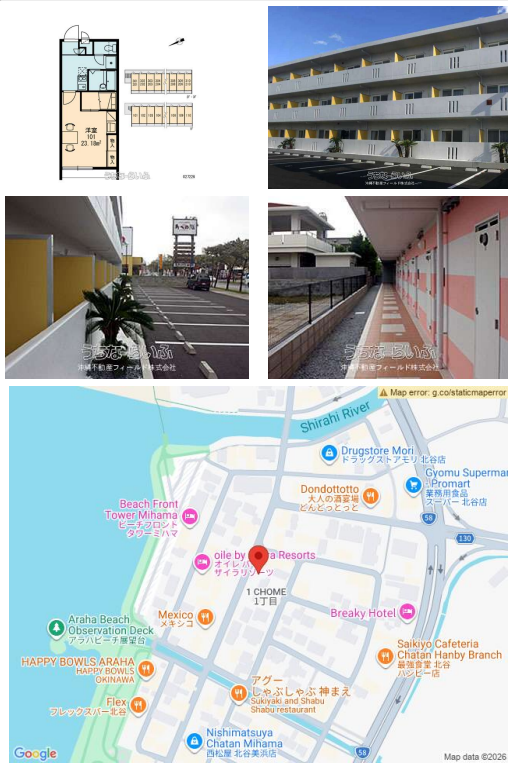 洋室
101
23.18㎡
うちな~らいふ
うちな~らいふ
沖縄不動産フィールド株式会社
うちな~らいふ
沖縄不動産フィールド株式会社
うちな~らいふ
沖縄不動産フィールド株式会社
Map error: g.co/staticmaperror
Shirahi River
Drugstore Mori
ドラッグストアモリ 北谷店
Gyomu Supermar
Promart
業務用食品
スーパー 北谷店
Dondottotto
大人の酒宴場
どんどっとっと
58
130
Beach Front
Tower Mihama
ビーチフロント
タワーミハマ
oile by
a Resorts
オイレバ
ザイラリゾーツ
1 CHOME
1丁目
Mexico
メキシコ
Breaky Hotel
Araha Beach
Observation Deck
アラハビーチ展望台
Saikiyo Cafeteria
Chatan Hanby Branch
最強食堂 北谷
ハンビー店
HAPPY BOWLS ARAHA
HAPPY BOWLS
OKINAWA
アグー
しゃぶしゃぶ 神まえ
Sukiyaki and Shabu
Shabu restaurant
Flex
フレックスバー北谷
Nishimatsuya
Chatan Mihama
西松屋 北谷美浜店
58
Google
Map data ©2026